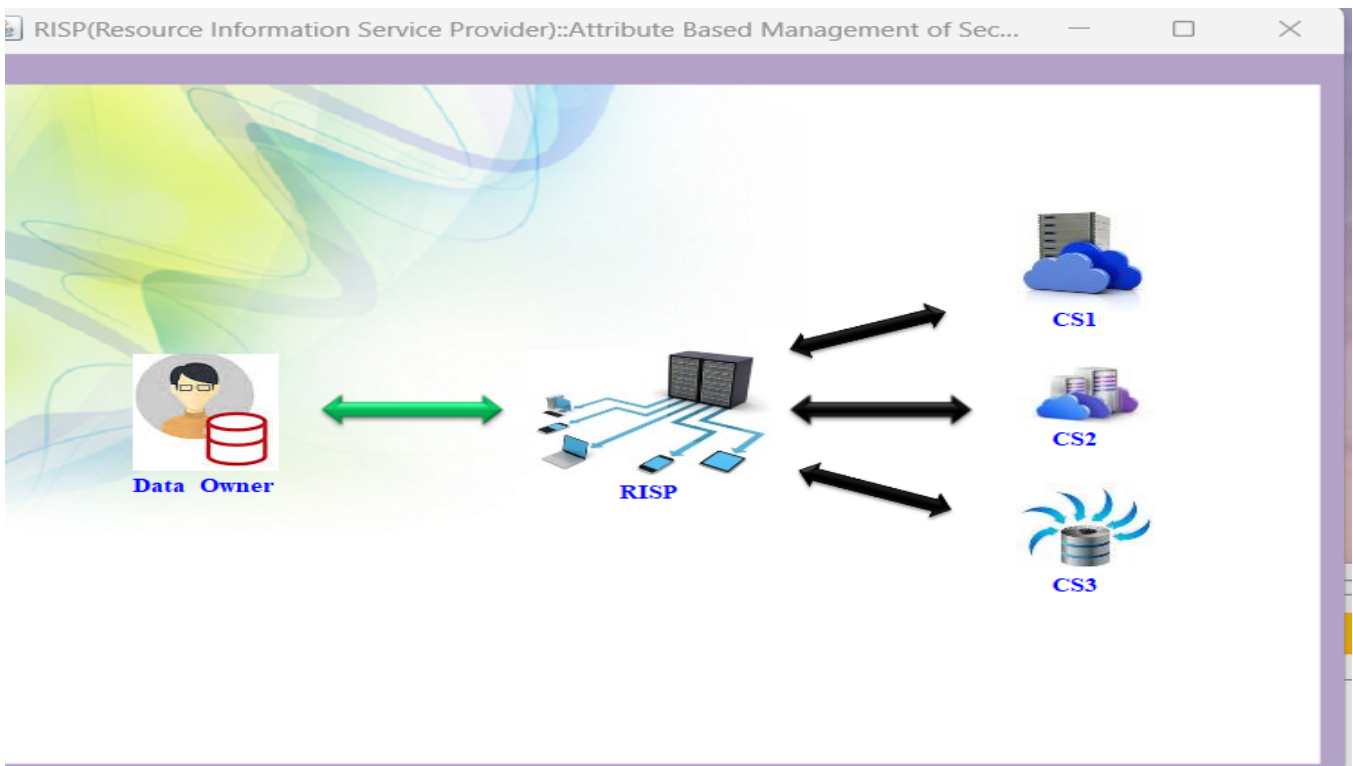 RISP(Resource Information Service Provider)::Attribute Based Management of Sec...
CS1
CS2
Data Owner
RISP
CS3